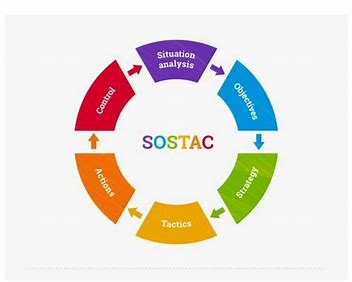 Situation
analysis
Objectives
Strategy
Tactics
Actions
Control
SOSTAC